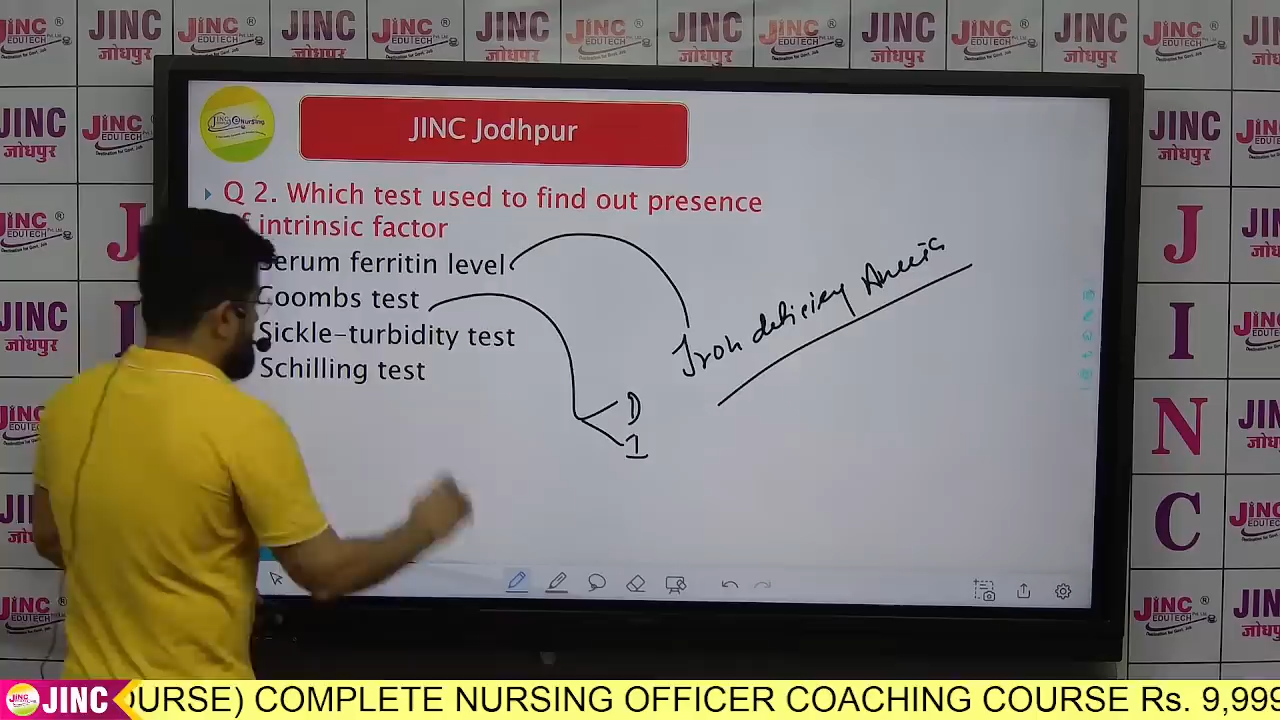 JINC Jodhpur
Q 2. Which test used to find out presence
intrinsic factor
Serum ferritin level
Coombs test
Sickle-turbidity test
Schilling test
Iron deficiency Anemia
D
I
JINC EDUTECH
जोधपुर
J
I
N
C
JINC
OURSE) COMPLETE NURSING OFFICER COACHING COURSE Rs. 9,999